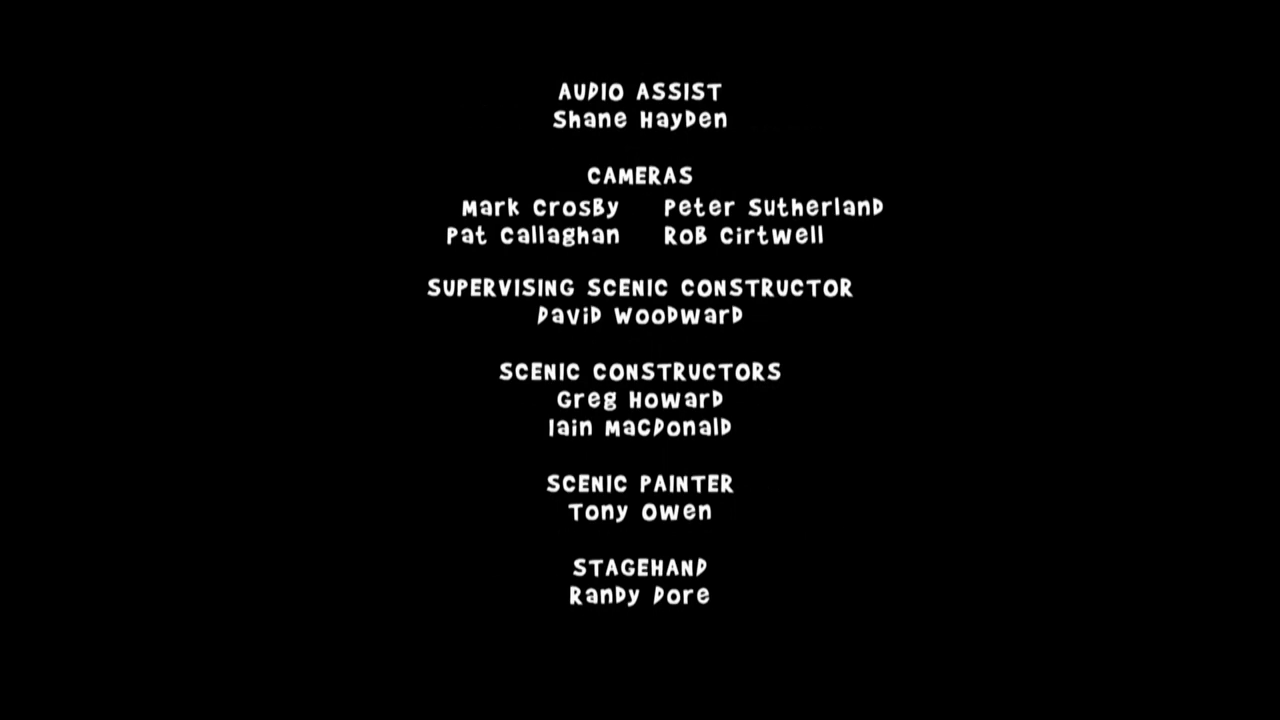 AUDIO ASSIST
Shane Hayden
CAMERAS
Mark Crosby Peter Sutherland
Pat Callaghan Rob Cirtwell
SUPERVISING SCENIC CONSTRUCTOR
David Woodward
SCENIC CONSTRUCTORS
Greg Howard
Iain MacDonald
SCENIC PAINTER
Tony Owen
STAGEHAND
Randy Dore